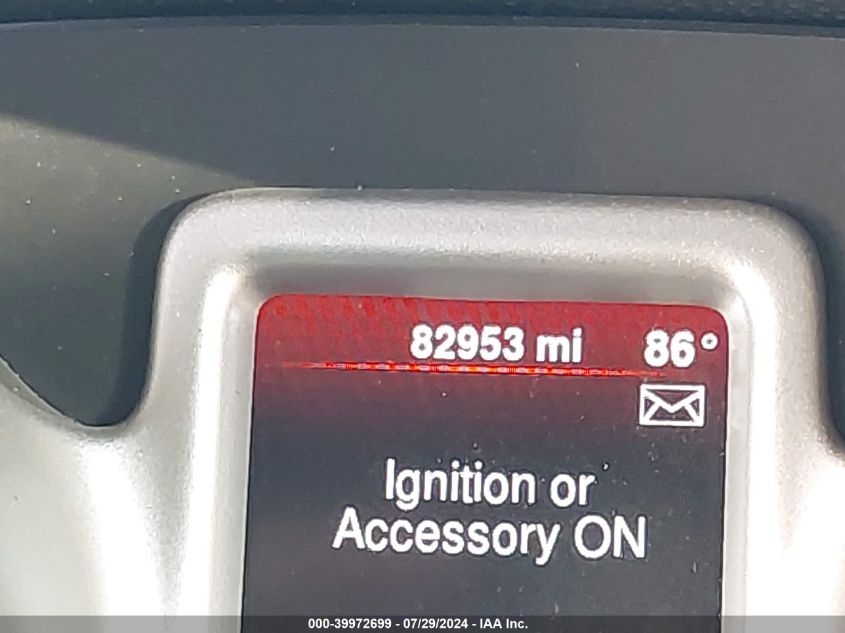 82953 mi 86°
Ignition or
Accessory ON
000-39972699 - 07/29/2024 - IAA Inc.